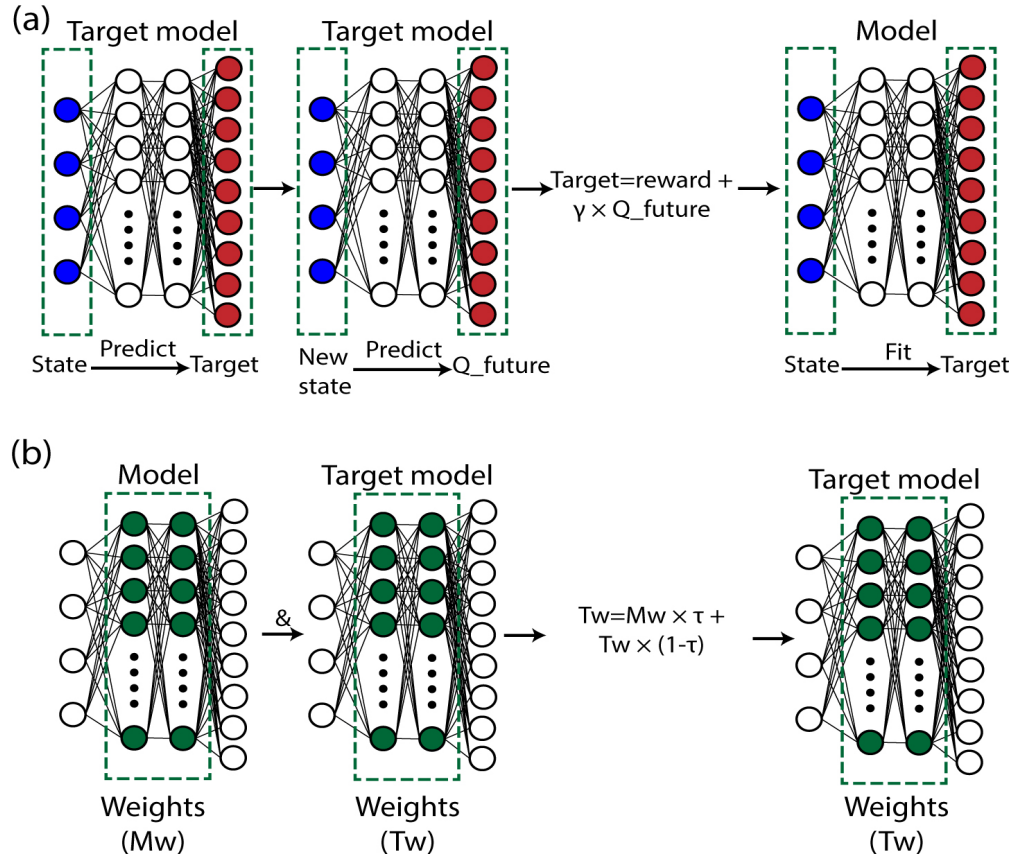 (a)
Target model
Target model
Model
Target=reward +
γ × Q_future
State
Predict
Target
New
state
Predict
Q_future
State
Fit
Target
(b)
Model
Target model
Target model
&
Tw=Mw × τ +
Tw × (1-τ)
Weights
(Mw)
Weights
(Tw)
Weights
(Tw)